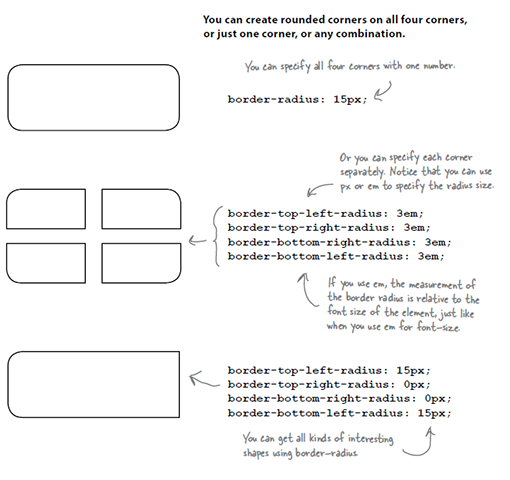 You can create rounded corners on all four corners,
or just one corner, or any combination.
You can specify all four corners with one number.
border-radius: 15px;
Or you can specify each corner
separately. Notice that you can use
px or em to specify the radius size.
border-top-left-radius: 3em;
border-top-right-radius: 3em;
border-bottom-right-radius: 3em;
border-bottom-left-radius: 3em;
If you use em, the measurement of
the border radius is relative to the
font size of the element, just like
when you use em for font-size.
border-top-left-radius: 15px;
border-top-right-radius: 0px;
border-bottom-right-radius: 0px;
border-bottom-left-radius: 15px;
You can get all kinds of interesting
shapes using border-radius.